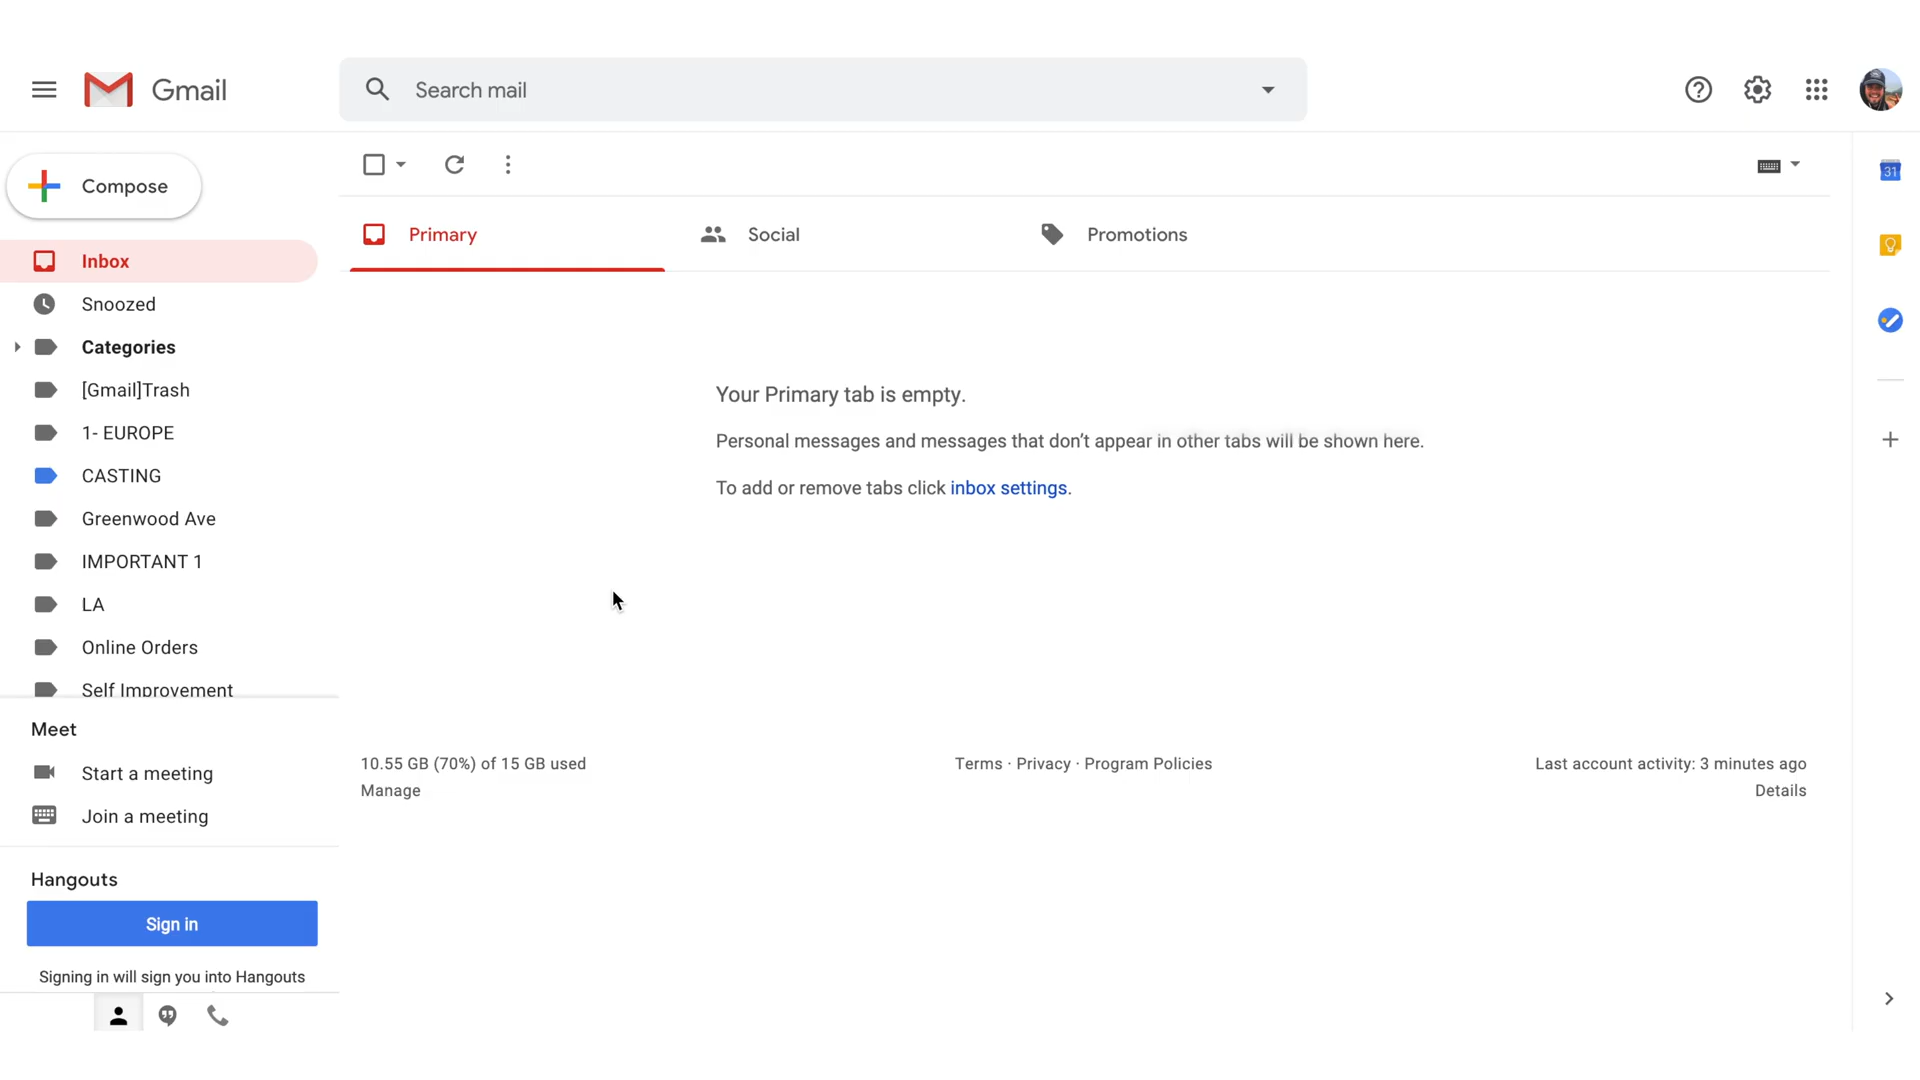 Gmail
Search mail
Compose
Primary
Social
Promotions
31
Inbox
Snoozed
Categories
[Gmail]Trash
1- EUROPE
CASTING
Greenwood Ave
IMPORTANT 1
LA
Online Orders
Self Improvement
Your Primary tab is empty.
Personal messages and messages that don’t appear in other tabs will be shown here.
To add or remove tabs click inbox settings.
Meet
Start a meeting
Join a meeting
10.55 GB (70%) of 15 GB used
Manage
Terms · Privacy · Program Policies
Last account activity: 3 minutes ago
Details
Hangouts
Sign in
Signing in will sign you into Hangouts